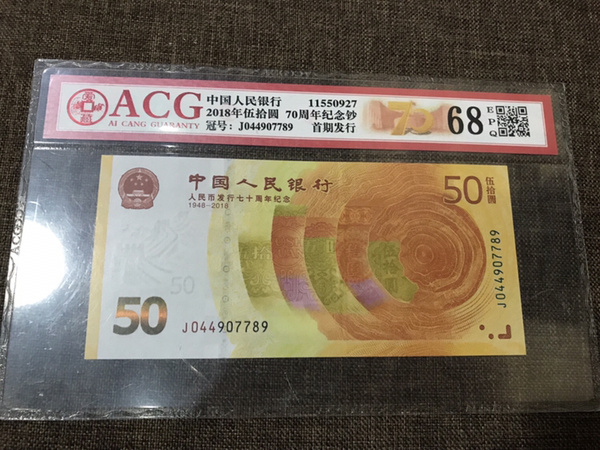 ACG
AI CANG GUARANTY
中国人民银行 11550927
2018年伍拾圆 70周年纪念钞
冠号：J044907789 首期发行
70
68
EPQ
中国人民银行
人民币发行七十周年纪念
1948-2018
50
伍拾圆
50
50
J044907789
J044907789